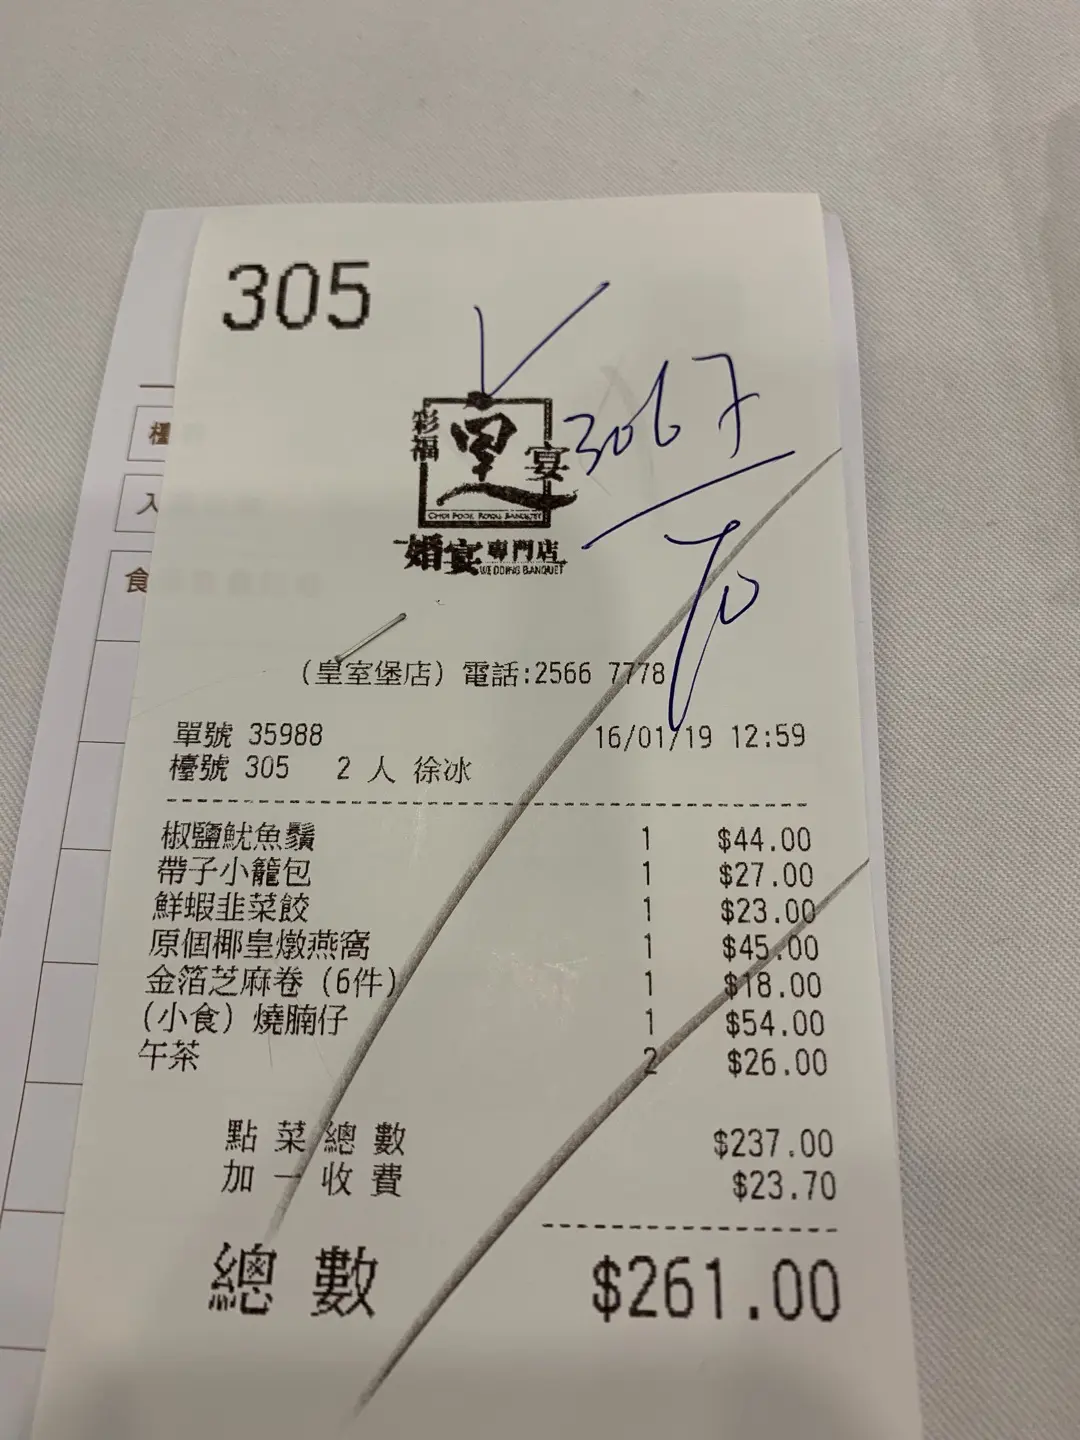 305
彩福
皇
宴
CHOI FOOK ROYAL BANQUET
婚宴專門店
WEDDING BANQUET
3067
(皇室堡店) 電話:2566 7778
單號 35988 16/01/19 12:59
檯號 305 2 人 徐冰
椒鹽魷魚鬚 1 $44.00
帶子小籠包 1 $27.00
鮮蝦韭菜餃 1 $23.00
原個椰皇燉燕窩 1 $45.00
金箔芝麻卷 (6件) 1 $18.00
(小食) 燒腩仔 1 $54.00
午茶 2 $26.00
點菜總數 $237.00
加一收費 $23.70
總數 $261.00
檯
入
食